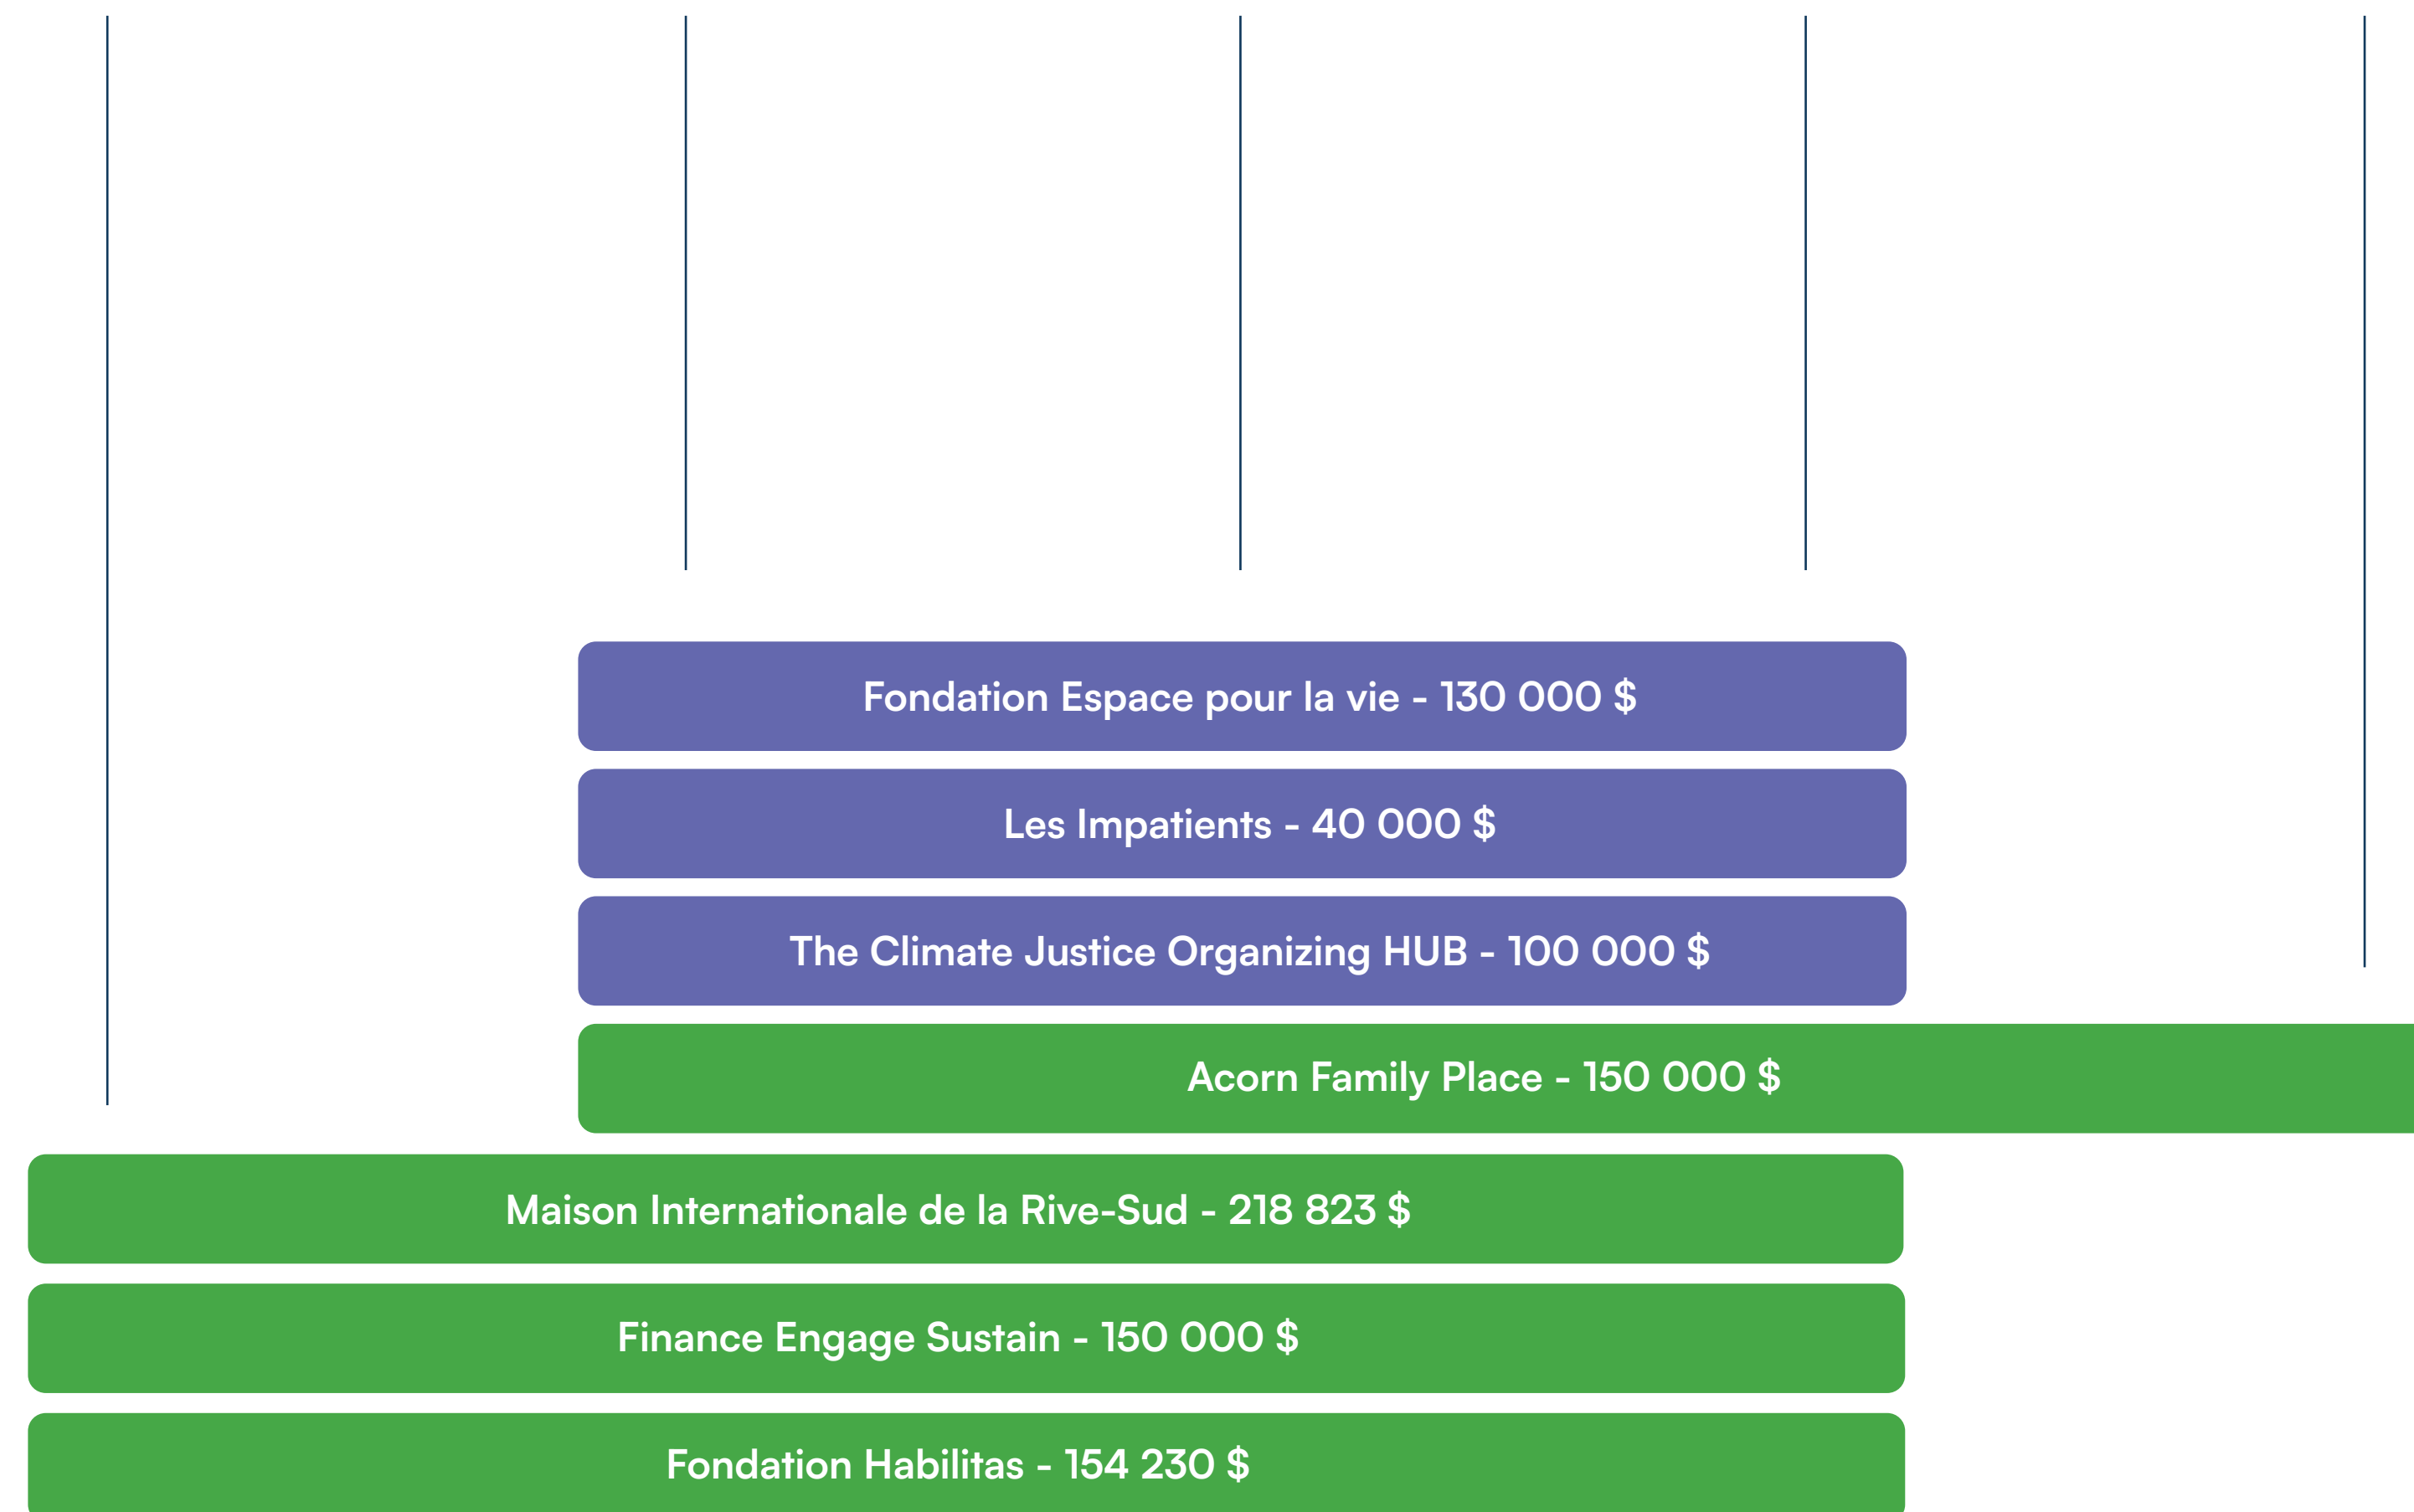 Fondation Espace pour la vie - 130 000 $
Les Impatients - 40 000 $
The Climate Justice Organizing HUB - 100 000 $
Acorn Family Place - 150 000 $
Maison Internationale de la Rive-Sud - 218 823 $
Finance Engage Sustain - 150 000 $
Fondation Habilitas - 154 230 $